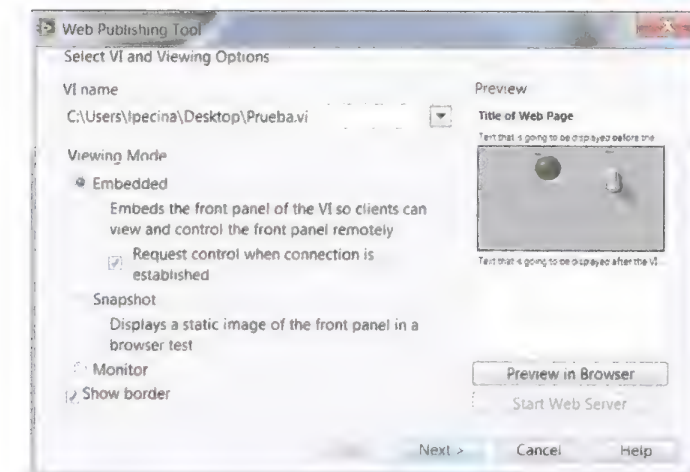 Web Publishing Tool
Select VI and Viewing Options
VI name
C:\Users\lpecina\Desktop\Prueba.vi
Viewing Mode
Embedded
Embeds the front panel of the VI so clients can
view and control the front panel remotely
Request control when connection is
established
Snapshot
Displays a static image of the front panel in a
browser test
Monitor
Show border
Preview
Title of Web Page
Text that is going to be displayed before the
Text that is going to be displayed after the VI...
Preview in Browser
Start Web Server
Next >
Cancel
Help